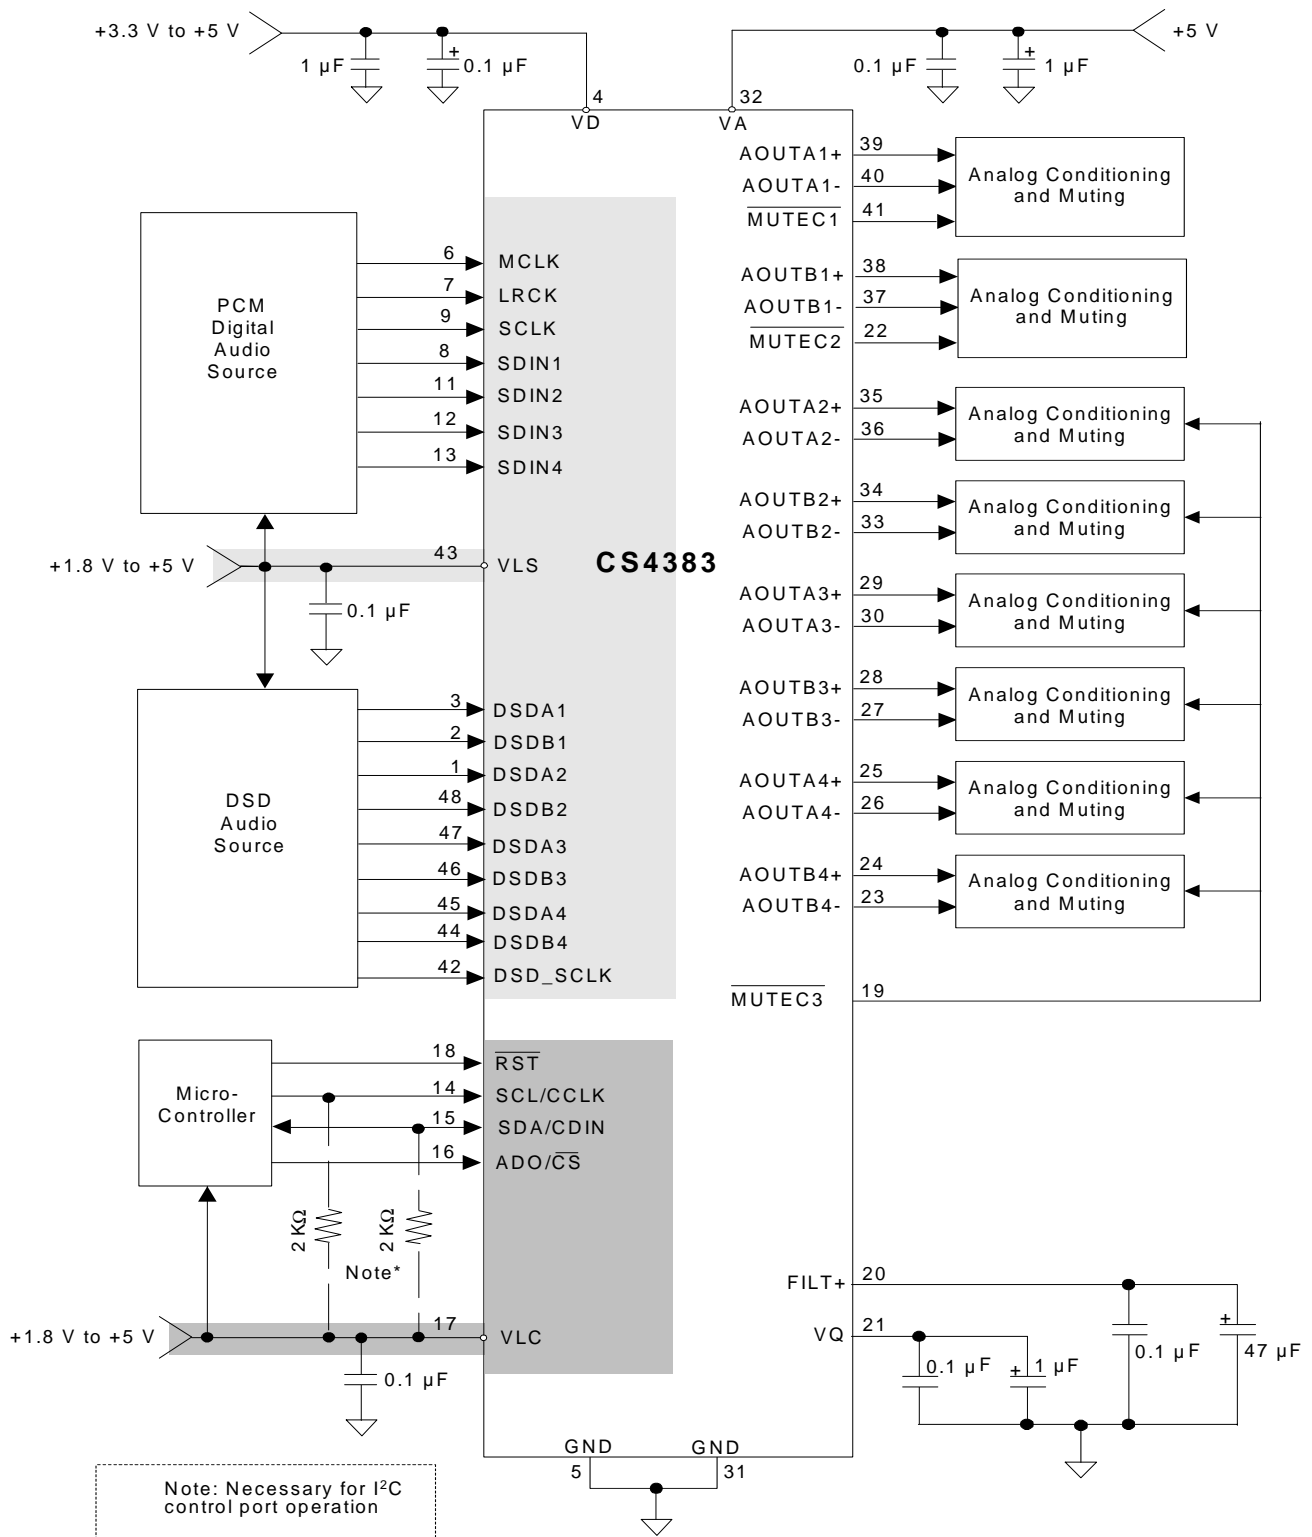 +3.3 V to +5 V
1 µF
+
0.1 µF
0.1 µF
+
1 µF
+5 V
4
32
VD
VA
PCM
Digital
Audio
Source
6
MCLK
7
LRCK
9
SCLK
8
SDIN1
11
SDIN2
12
SDIN3
13
SDIN4
+1.8 V to +5 V
43
VLS
0.1 µF
CS4383
DSD
Audio
Source
3
DSDA1
2
DSDB1
1
DSDA2
48
DSDB2
47
DSDA3
46
DSDB3
45
DSDA4
44
DSDB4
42
DSD_SCLK
Micro-
Controller
18
RST
14
SCL/CCLK
15
SDA/CDIN
16
ADO/CS
2 KΩ
2 KΩ
Note*
+1.8 V to +5 V
17
VLC
0.1 µF
AOUTA1+
39
AOUTA1-
40
MUTEC1
41
Analog Conditioning
and Muting
AOUTB1+
38
AOUTB1-
37
MUTEC2
22
Analog Conditioning
and Muting
AOUTA2+
35
AOUTA2-
36
Analog Conditioning
and Muting
AOUTB2+
34
AOUTB2-
33
Analog Conditioning
and Muting
AOUTA3+
29
AOUTA3-
30
Analog Conditioning
and Muting
AOUTB3+
28
AOUTB3-
27
Analog Conditioning
and Muting
AOUTA4+
25
AOUTA4-
26
Analog Conditioning
and Muting
AOUTB4+
24
AOUTB4-
23
Analog Conditioning
and Muting
MUTEC3
19
FILT+
20
VQ
21
0.1 µF
+
1 µF
0.1 µF
+
47 µF
GND
GND
5
31
Note: Necessary for I²C
control port operation